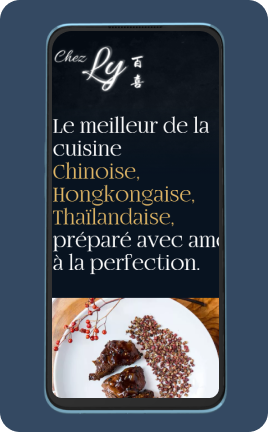 Chez Ly 百喜
Le meilleur de la
cuisine
Chinoise,
Hongkongaise,
Thaïlandaise,
préparé avec amo
à la perfection.